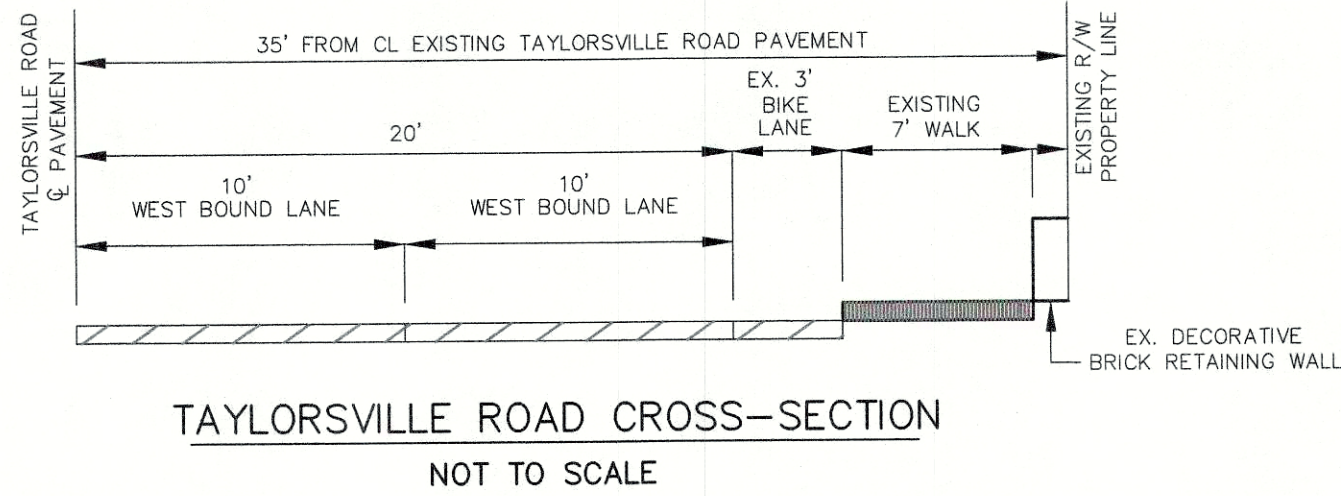 TAYLORSVILLE ROAD
℄ PAVEMENT
35' FROM CL EXISTING TAYLORSVILLE ROAD PAVEMENT
EXISTING R/W
PROPERTY LINE
20'
EX. 3'
BIKE
LANE
EXISTING
7' WALK
10'
WEST BOUND LANE
10'
WEST BOUND LANE
EX. DECORATIVE
BRICK RETAINING WALL
TAYLORSVILLE ROAD CROSS-SECTION
NOT TO SCALE